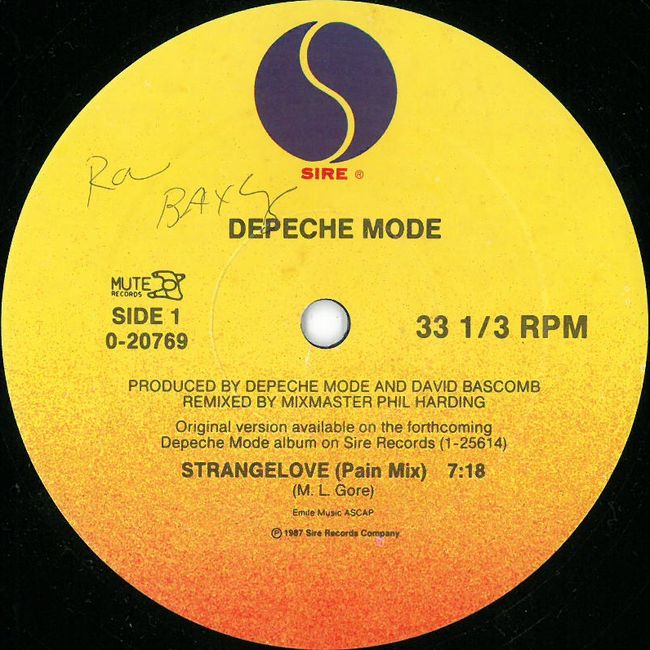 SIRE ®
DEPECHE MODE
MUTE
RECORDS
SIDE 1
0-20769
33 1/3 RPM
PRODUCED BY DEPECHE MODE AND DAVID BASCOMB
REMIXED BY MIXMASTER PHIL HARDING
Original version available on the forthcoming
Depeche Mode album on Sire Records (1-25614)
STRANGELOVE (Pain Mix) 7:18
(M. L. Gore)
Emile Music ASCAP
℗ 1987 Sire Records Company